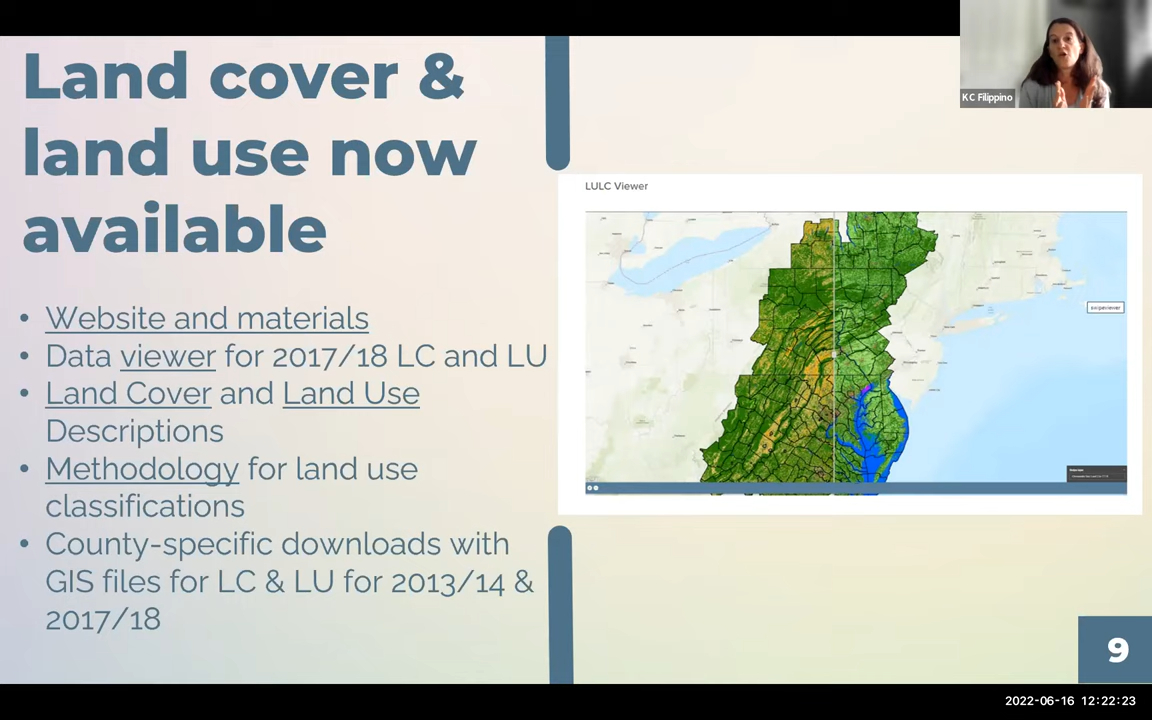 Land cover &
land use now
available
• Website and materials
• Data viewer for 2017/18 LC and LU
• Land Cover and Land Use
Descriptions
• Methodology for land use
classifications
• County-specific downloads with
GIS files for LC & LU for 2013/14 &
2017/18
KC Filippino
LULC Viewer
9
2022-06-16 12:22:23